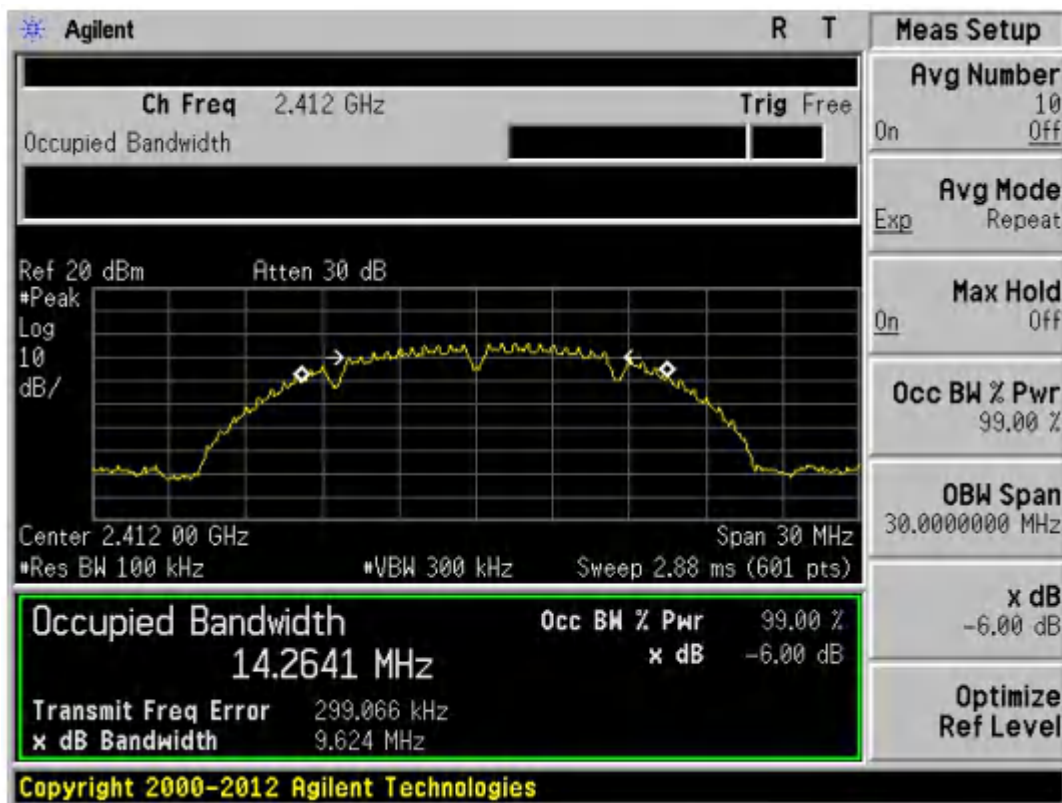 Agilent R T
Ch Freq 2.412 GHz Trig Free
Occupied Bandwidth
Ref 20 dBm Atten 30 dB
#Peak
Log
10
dB/
Center 2.412 00 GHz Span 30 MHz
#Res BW 100 kHz #VBW 300 kHz Sweep 2.88 ms (601 pts)
Occupied Bandwidth Occ BW % Pwr 99.00 %
14.2641 MHz x dB -6.00 dB
Transmit Freq Error 299.066 kHz
x dB Bandwidth 9.624 MHz
Copyright 2000-2012 Agilent Technologies
Meas Setup
Avg Number
10
On Off
Avg Mode
Exp Repeat
Max Hold
On Off
Occ BW % Pwr
99.00 %
OBW Span
30.0000000 MHz
x dB
-6.00 dB
Optimize
Ref Level